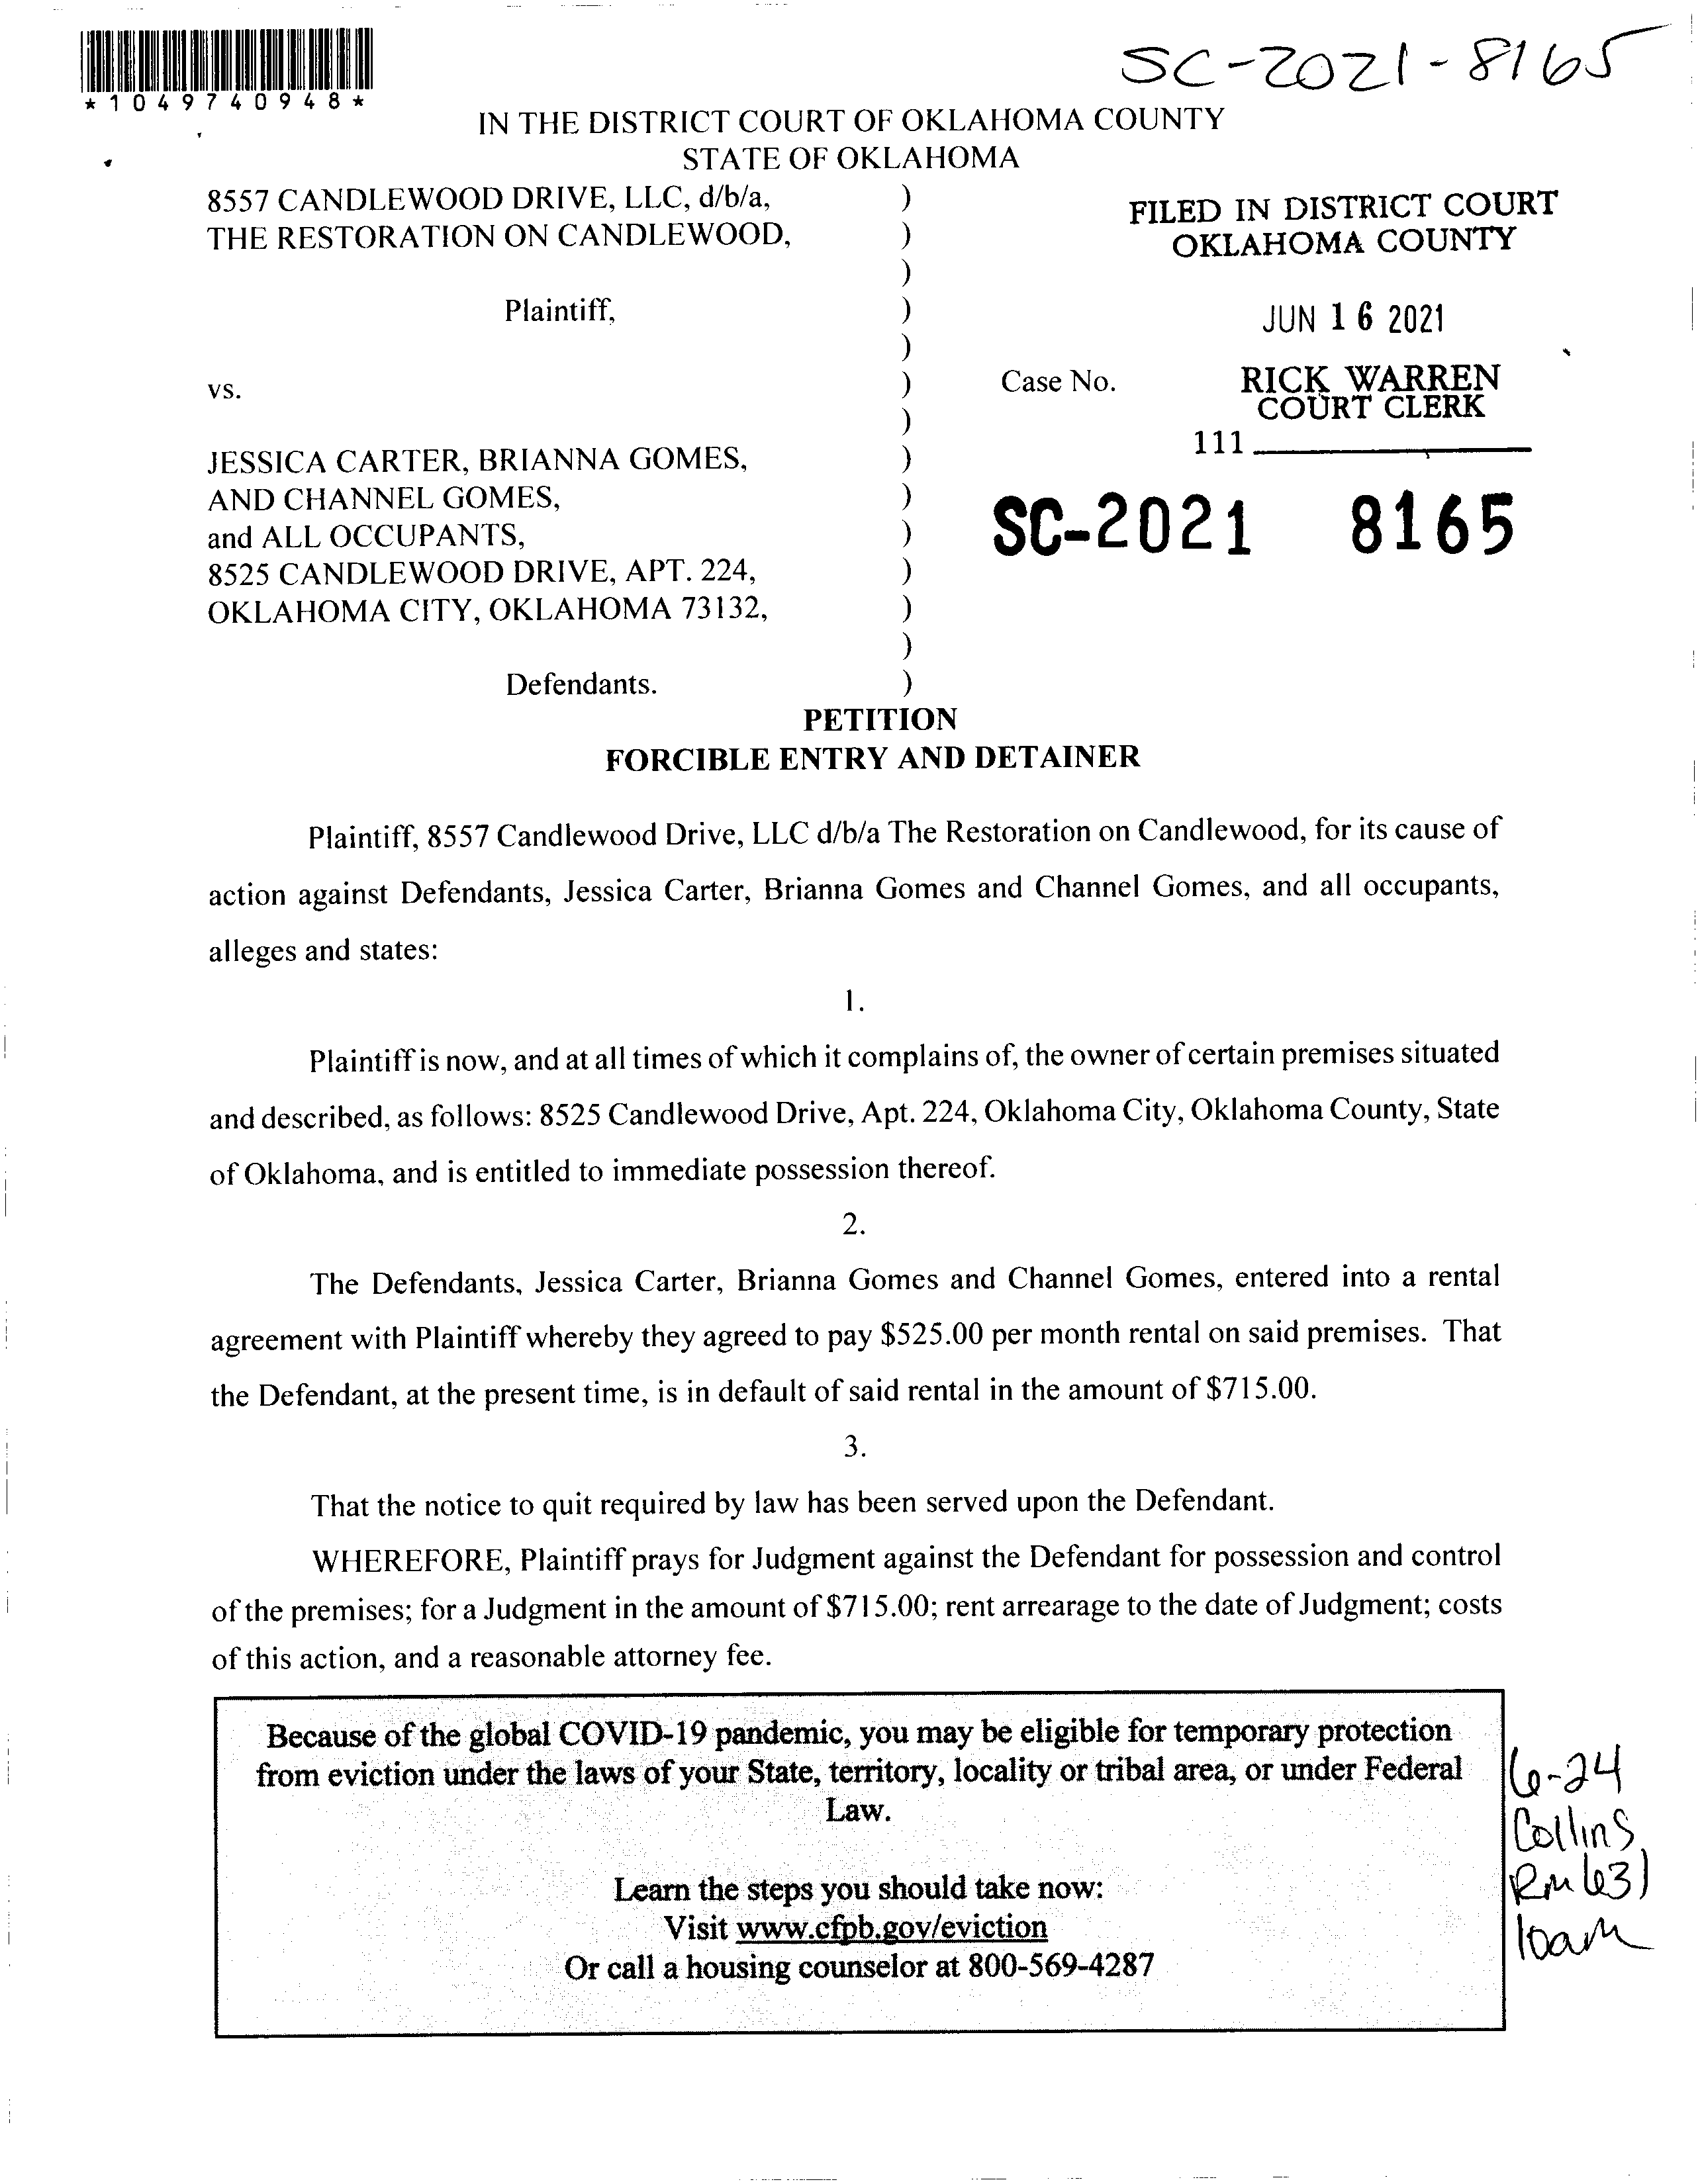 SC-2021-8165
*1049740948*
IN THE DISTRICT COURT OF OKLAHOMA COUNTY
STATE OF OKLAHOMA
8557 CANDLEWOOD DRIVE, LLC, d/b/a, )
THE RESTORATION ON CANDLEWOOD, )
)
Plaintiff, )
)
vs. )
)
JESSICA CARTER, BRIANNA GOMES, )
AND CHANNEL GOMES, )
and ALL OCCUPANTS, )
8525 CANDLEWOOD DRIVE, APT. 224, )
OKLAHOMA CITY, OKLAHOMA 73132, )
)
Defendants. )
FILED IN DISTRICT COURT
OKLAHOMA COUNTY
JUN 16 2021
Case No.
RICK WARREN
COURT CLERK
111
SC-2021 8165
PETITION
FORCIBLE ENTRY AND DETAINER
Plaintiff, 8557 Candlewood Drive, LLC d/b/a The Restoration on Candlewood, for its cause of
action against Defendants, Jessica Carter, Brianna Gomes and Channel Gomes, and all occupants,
alleges and states:
1.
Plaintiff is now, and at all times of which it complains of, the owner of certain premises situated
and described, as follows: 8525 Candlewood Drive, Apt. 224, Oklahoma City, Oklahoma County, State
of Oklahoma, and is entitled to immediate possession thereof.
2.
The Defendants, Jessica Carter, Brianna Gomes and Channel Gomes, entered into a rental
agreement with Plaintiff whereby they agreed to pay $525.00 per month rental on said premises. That
the Defendant, at the present time, is in default of said rental in the amount of $715.00.
3.
That the notice to quit required by law has been served upon the Defendant.
WHEREFORE, Plaintiff prays for Judgment against the Defendant for possession and control
of the premises; for a Judgment in the amount of $715.00; rent arrearage to the date of Judgment; costs
of this action, and a reasonable attorney fee.
Because of the global COVID-19 pandemic, you may be eligible for temporary protection
from eviction under the laws of your State, territory, locality or tribal area, or under Federal
Law.
Learn the steps you should take now:
Visit www.cfpb.gov/eviction
Or call a housing counselor at 800-569-4287
6-24
Collins
Rm 631
10am